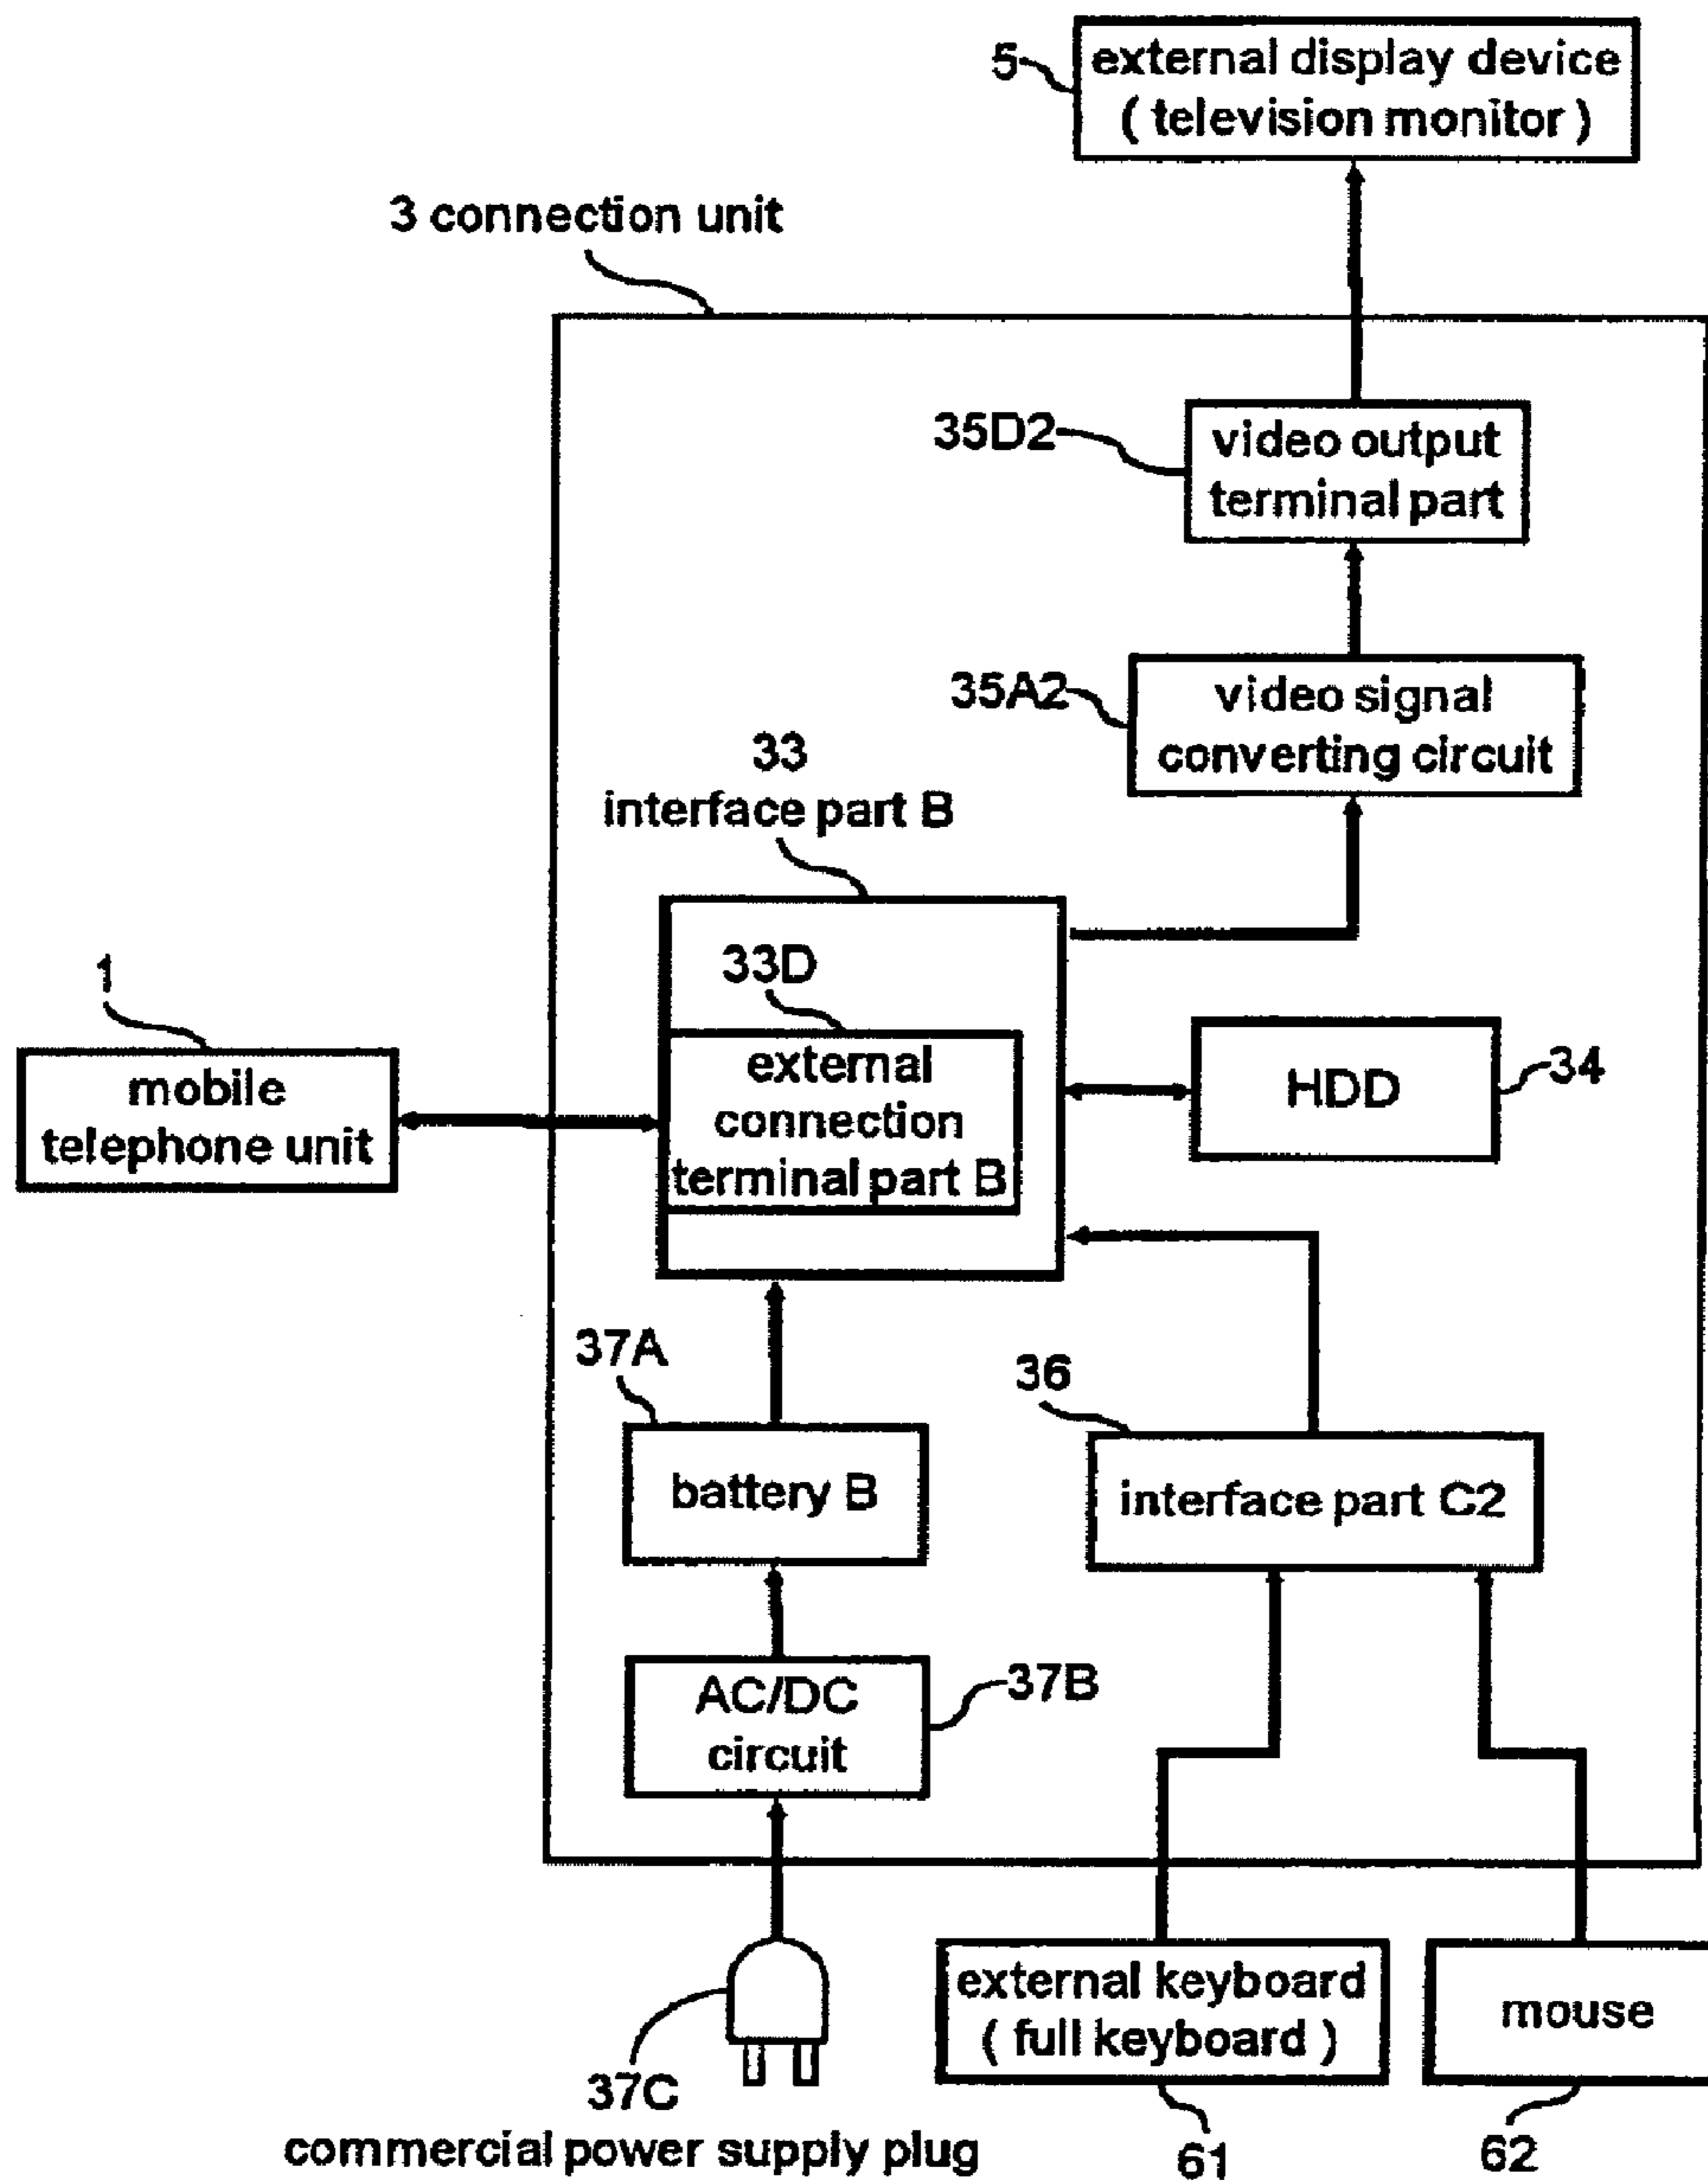 external display device
( television monitor )
5
3 connection unit
35D2
video output
terminal part
35A2
video signal
converting circuit
33
interface part B
33D
external
connection
terminal part B
1
mobile
telephone unit
HDD
34
37A
battery B
36
interface part C2
AC/DC
circuit
37B
external keyboard
( full keyboard )
mouse
37C
commercial power supply plug
61
62